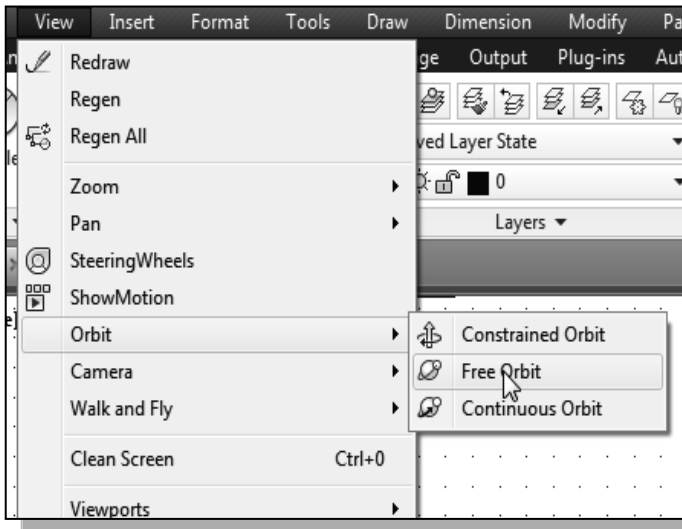 View Insert Format Tools Draw Dimension Modify Pa
ge Output Plug-ins Aut
Redraw
Regen
Regen All
ved Layer State
Zoom
0
Pan
Layers
SteeringWheels
ShowMotion
Orbit
Constrained Orbit
Camera
Free Orbit
Walk and Fly
Continuous Orbit
Clean Screen Ctrl+0
Viewports